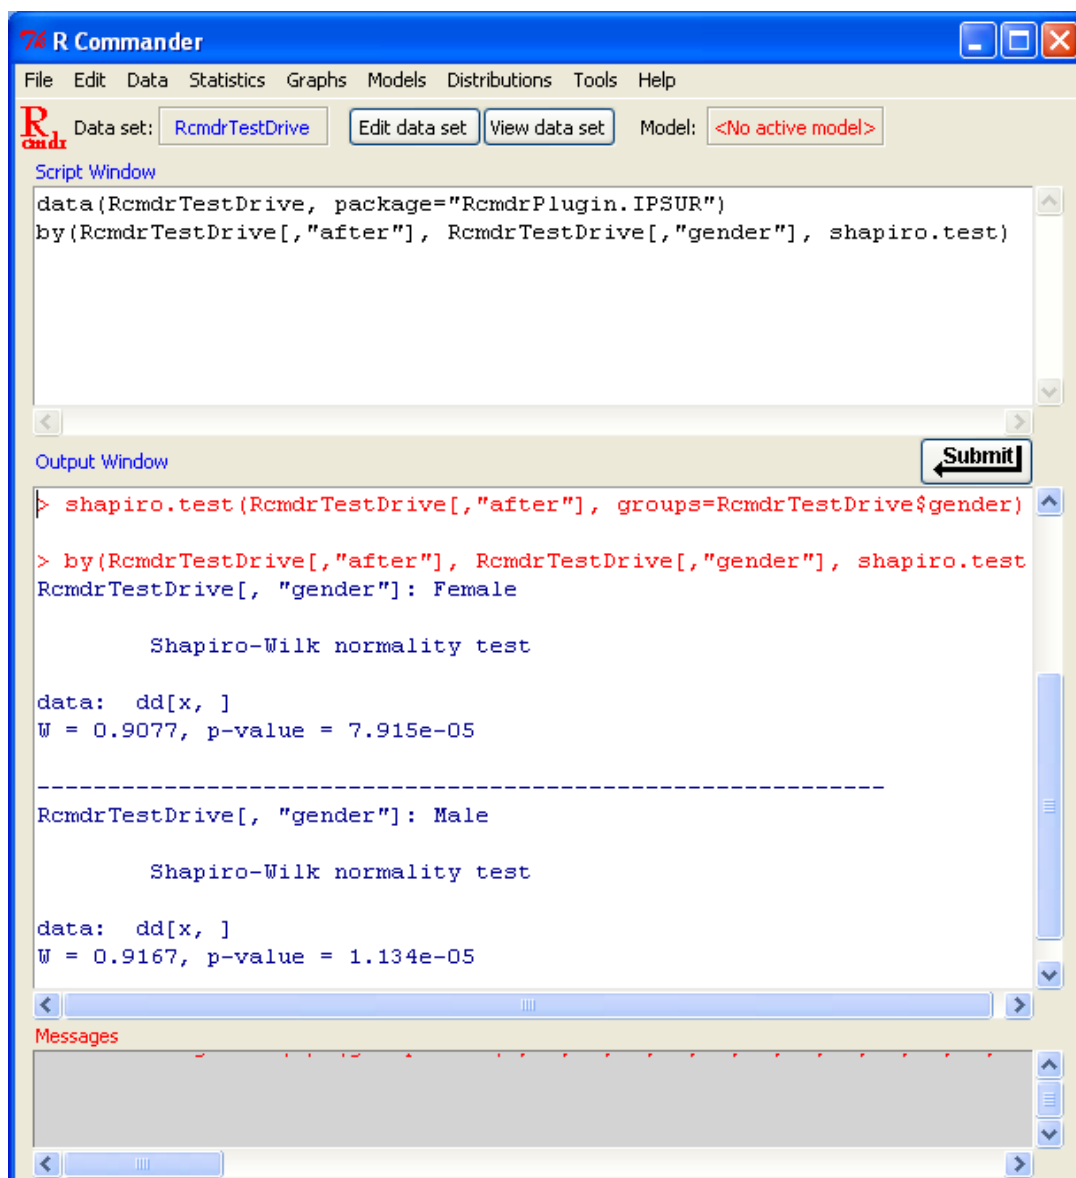 R Commander
File Edit Data Statistics Graphs Models Distributions Tools Help
R cmdr Data set: RcmdrTestDrive Edit data set View data set Model: <No active model>
Script Window
data(RcmdrTestDrive, package="RcmdrPlugin.IPSUR")
by(RcmdrTestDrive[,"after"], RcmdrTestDrive[,"gender"], shapiro.test)
Output Window
Submit
> shapiro.test(RcmdrTestDrive[,"after"], groups=RcmdrTestDrive$gender)
> by(RcmdrTestDrive[,"after"], RcmdrTestDrive[,"gender"], shapiro.test
RcmdrTestDrive[, "gender"]: Female
Shapiro-Wilk normality test
data:  dd[x, ]
W = 0.9077, p-value = 7.915e-05
------------------------------------------------------------
RcmdrTestDrive[, "gender"]: Male
Shapiro-Wilk normality test
data:  dd[x, ]
W = 0.9167, p-value = 1.134e-05
Messages